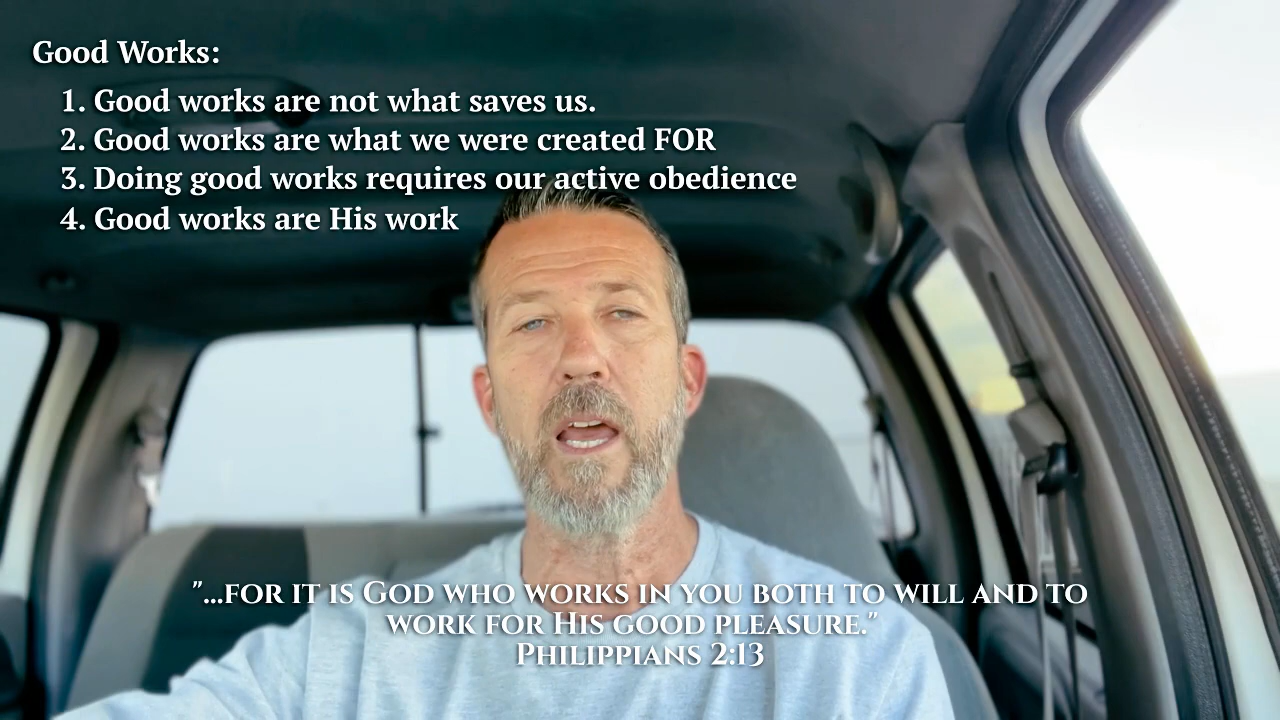 Good Works:
1. Good works are not what saves us.
2. Good works are what we were created FOR
3. Doing good works requires our active obedience
4. Good works are His work
"...for it is God who works in you both to will and to
work for His good pleasure."
Philippians 2:13